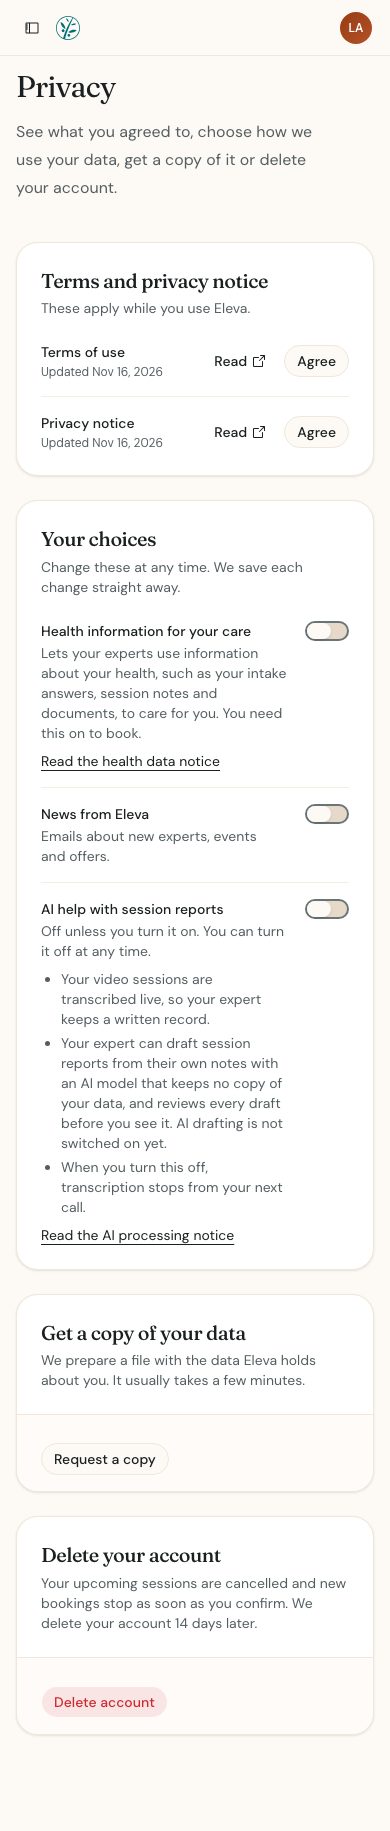 LA
Privacy
See what you agreed to, choose how we
use your data, get a copy of it or delete
your account.
Terms and privacy notice
These apply while you use Eleva.
Terms of use
Updated Nov 16, 2026
Read
Agree
Privacy notice
Updated Nov 16, 2026
Read
Agree
Your choices
Change these at any time. We save each
change straight away.
Health information for your care
Lets your experts use information
about your health, such as your intake
answers, session notes and
documents, to care for you. You need
this on to book.
Read the health data notice
News from Eleva
Emails about new experts, events
and offers.
AI help with session reports
Off unless you turn it on. You can turn
it off at any time.
• Your video sessions are
transcribed live, so your expert
keeps a written record.
• Your expert can draft session
reports from their own notes with
an AI model that keeps no copy of
your data, and reviews every draft
before you see it. AI drafting is not
switched on yet.
• When you turn this off,
transcription stops from your next
call.
Read the AI processing notice
Get a copy of your data
We prepare a file with the data Eleva holds
about you. It usually takes a few minutes.
Request a copy
Delete your account
Your upcoming sessions are cancelled and new
bookings stop as soon as you confirm. We
delete your account 14 days later.
Delete account